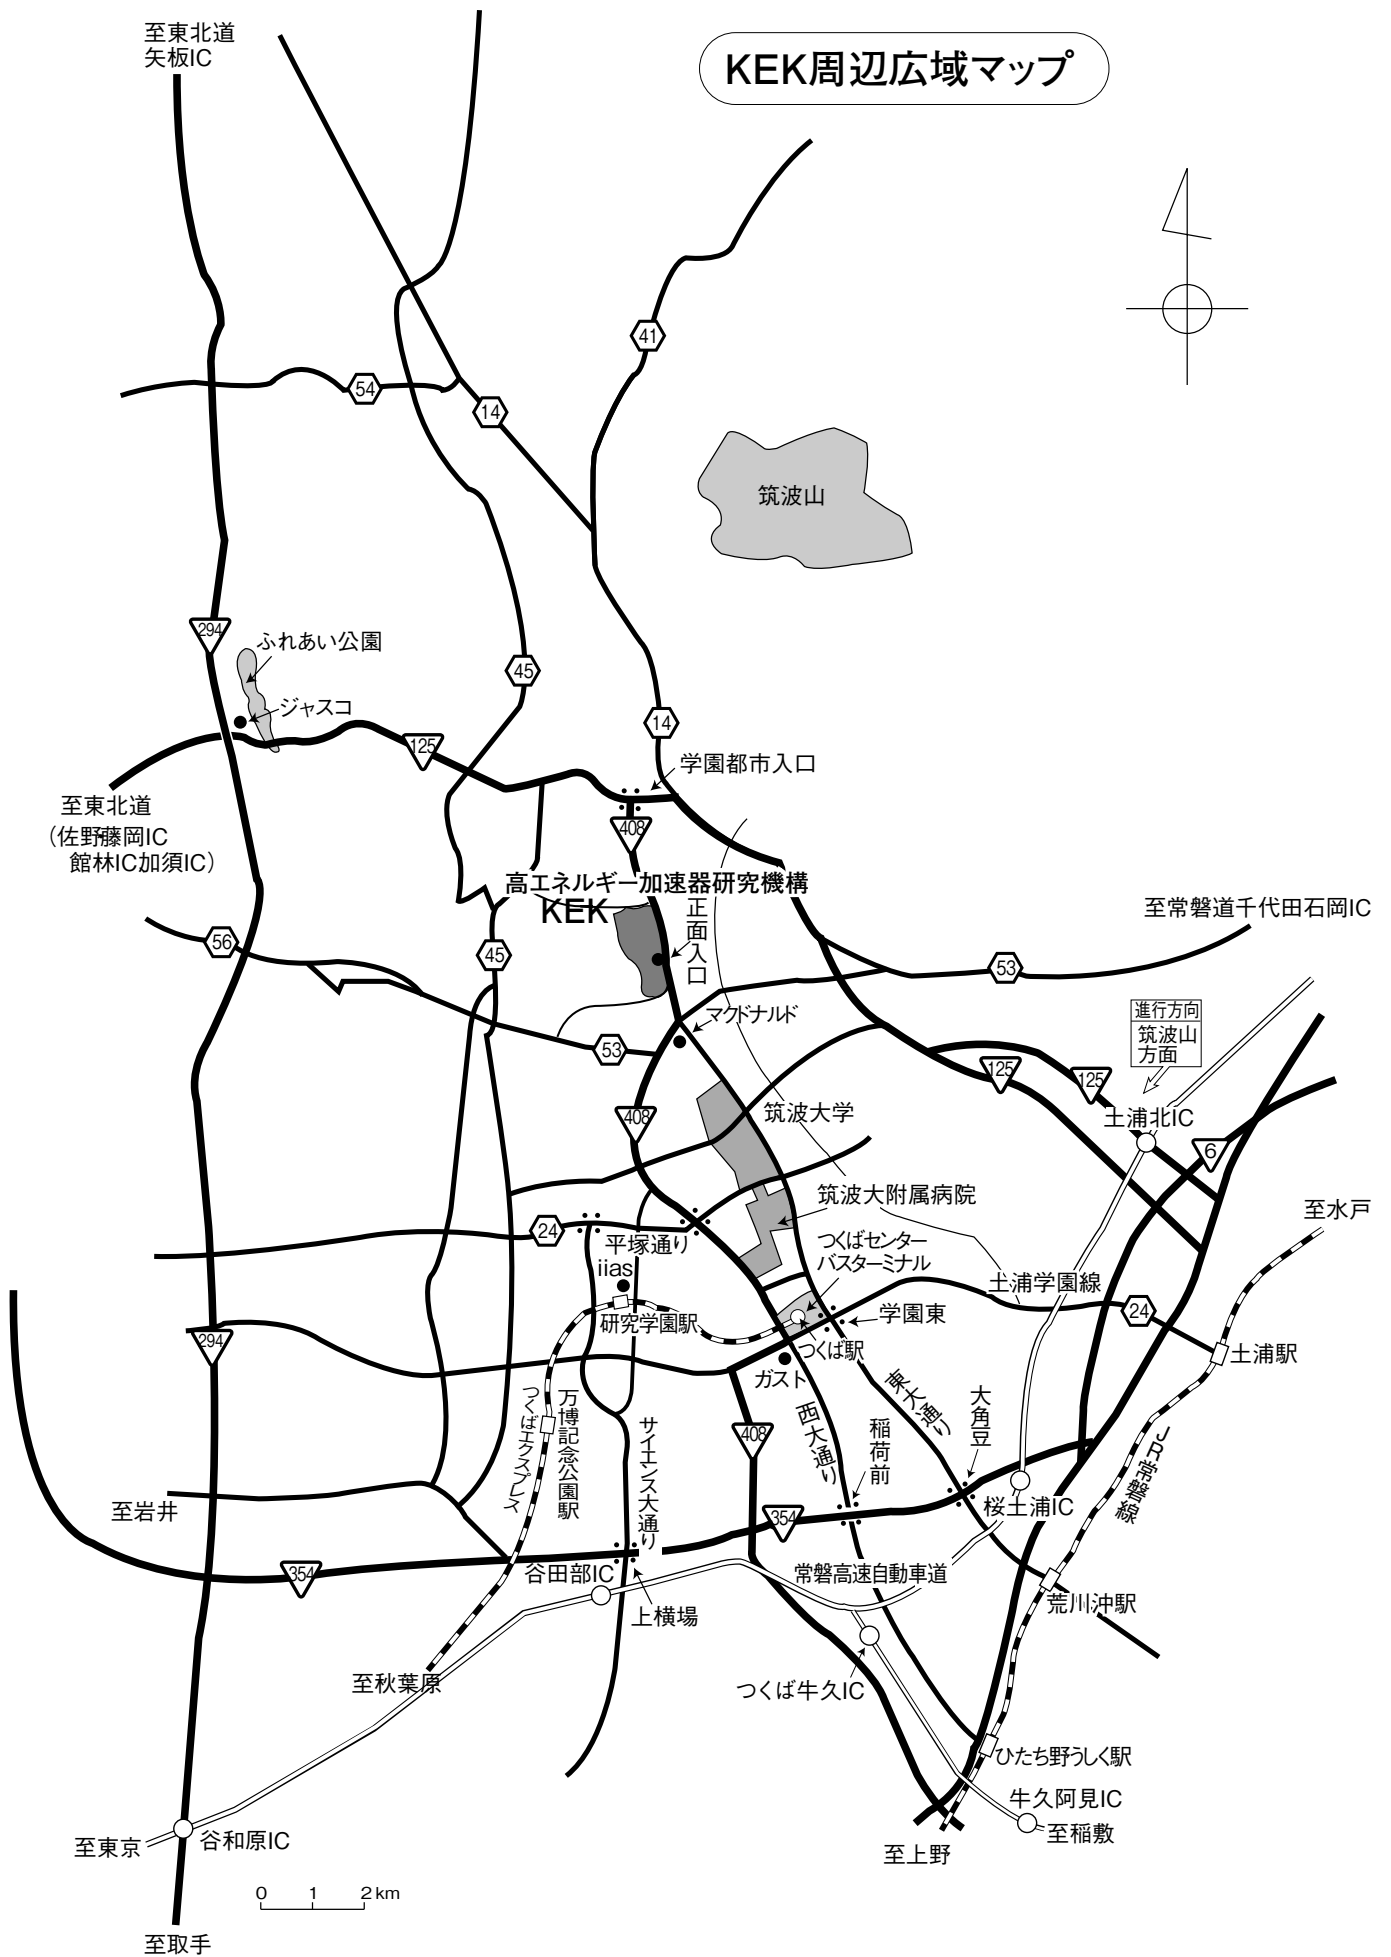 至東北道
矢板IC
KEK周辺広域マップ
41
54
14
筑波山
294
ふれあい公園
45
ジャスコ
14
125
学園都市入口
至東北道
(佐野藤岡IC
館林IC加須IC)
408
高エネルギー加速器研究機構
KEK
正面入口
至常磐道千代田石岡IC
56
45
53
進行方向
筑波山
方面
マクドナルド
53
125
125
408
筑波大学
土浦北IC
6
筑波大附属病院
至水戸
24
平塚通り
つくばセンター
バスターミナル
iias
土浦学園線
24
研究学園駅
学園東
294
つくば駅
土浦駅
ガスト
つくばエクスプレス
万博記念公園駅
サイエンス大通り
408
西大通り
東大通り
稲荷前
大角豆
JR常磐線
至岩井
桜土浦IC
354
354
谷田部IC
常磐高速自動車道
上横場
荒川沖駅
至秋葉原
つくば牛久IC
ひたち野うしく駅
牛久阿見IC
至稲敷
至東京
谷和原IC
至上野
0 1 2 km
至取手